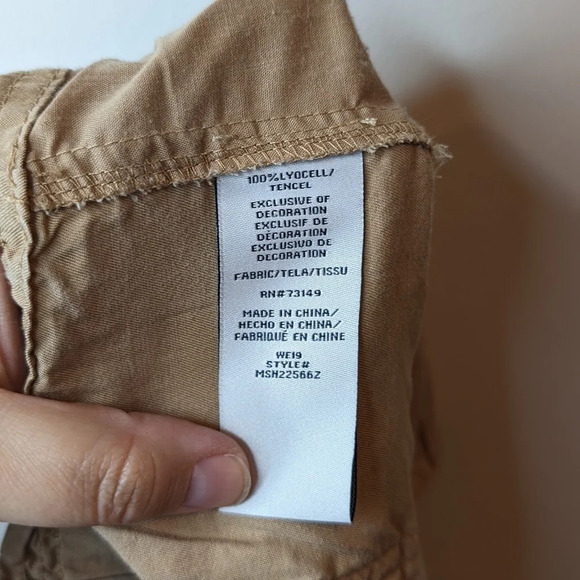 100%LYOCELL/
TENCEL
EXCLUSIVE OF
DECORATION
EXCLUSIF DE
DÉCORATION
EXCLUSIVO DE
DECORATION
FABRIC/TELA/TISSU
RN#73149
MADE IN CHINA/
HECHO EN CHINA/
FABRIQUÉ EN CHINE
WE19
STYLE#
MSH22566Z